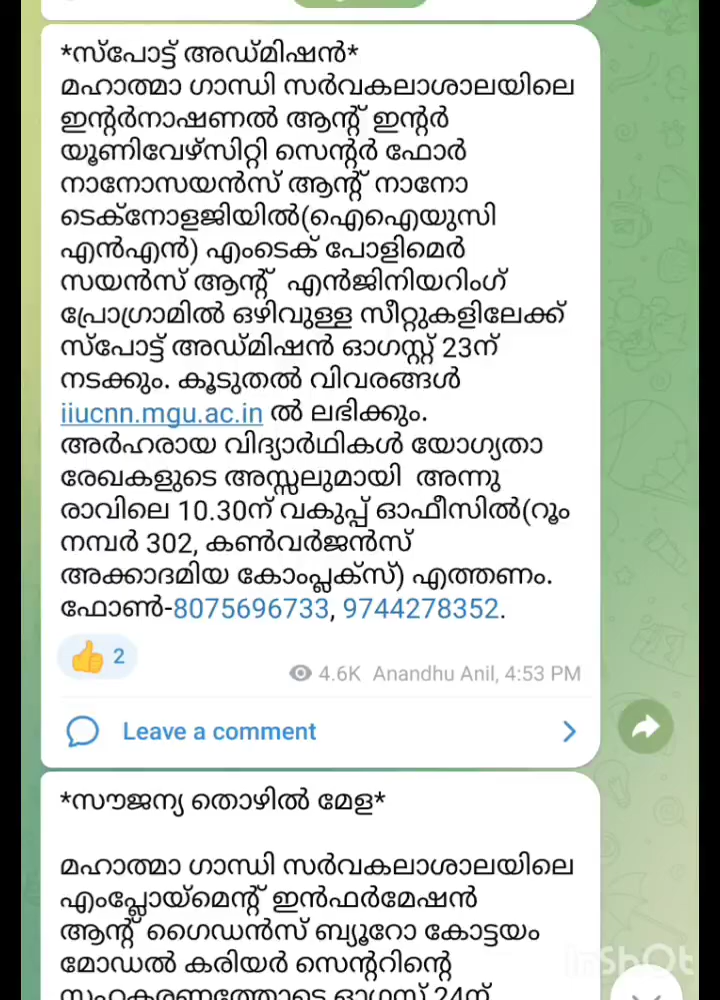 *സ്പോട്ട് അഡ്മിഷൻ*
മഹാത്മാ ഗാന്ധി സർവകലാശാലയിലെ
ഇന്റർനാഷണൽ ആന്റ് ഇന്റർ
യൂണിവേഴ്സിറ്റി സെന്റർ ഫോർ
നാനോസയൻസ് ആന്റ് നാനോ
ടെക്നോളജിയിൽ(ഐഐയുസി
എൻഎൻ) എംടെക് പോളിമെർ
സയൻസ് ആന്റ് എൻജിനിയറിംഗ്
പ്രോഗ്രാമിൽ ഒഴിവുള്ള സീറ്റുകളിലേക്ക്
സ്പോട്ട് അഡ്മിഷൻ ഓഗസ്റ്റ് 23ന്
നടക്കും. കൂടുതൽ വിവരങ്ങൾ
iiucnn.mgu.ac.in ൽ ലഭിക്കും.
അർഹരായ വിദ്യാർഥികൾ യോഗ്യതാ
രേഖകളുടെ അസ്സലുമായി അന്നു
രാവിലെ 10.30ന് വകുപ്പ് ഓഫീസിൽ(റൂം
നമ്പർ 302, കൺവർജൻസ്
അക്കാദമിയ കോംപ്ലക്സ്) എത്തണം.
ഫോൺ-8075696733, 9744278352.
👍 2
4.6K Anandhu Anil, 4:53 PM
Leave a comment
*സൗജന്യ തൊഴിൽ മേള*
മഹാത്മാ ഗാന്ധി സർവകലാശാലയിലെ
എംപ്ലോയ്മെന്റ് ഇൻഫർമേഷൻ
ആന്റ് ഗൈഡൻസ് ബ്യൂറോ കോട്ടയം
മോഡൽ കരിയർ സെന്ററിന്റെ
സഹകരണത്തോടെ ഓഗസ്റ്റ് 24ന്
InShOt